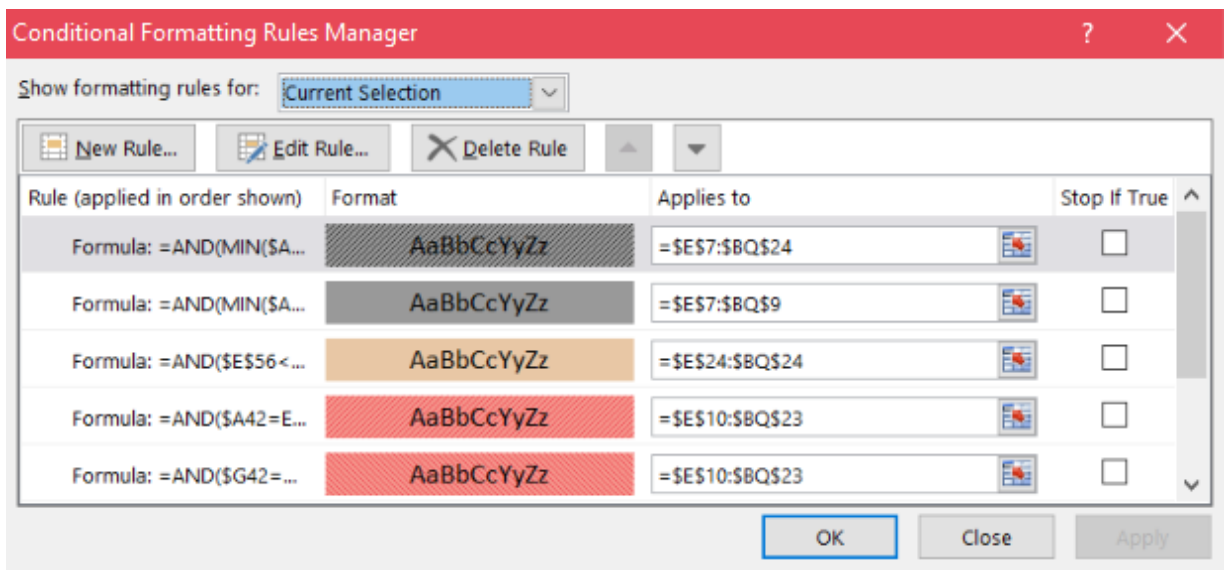 Conditional Formatting Rules Manager ? ×
Show formatting rules for: Current Selection
New Rule... Edit Rule... Delete Rule
Rule (applied in order shown) Format Applies to Stop If True
Formula: =AND(MIN($A... AaBbCcYyZz =$E$7:$BQ$24
Formula: =AND(MIN($A... AaBbCcYyZz =$E$7:$BQ$9
Formula: =AND($E$56<... AaBbCcYyZz =$E$24:$BQ$24
Formula: =AND($A42=E... AaBbCcYyZz =$E$10:$BQ$23
Formula: =AND($G42=... AaBbCcYyZz =$E$10:$BQ$23
OK Close Apply